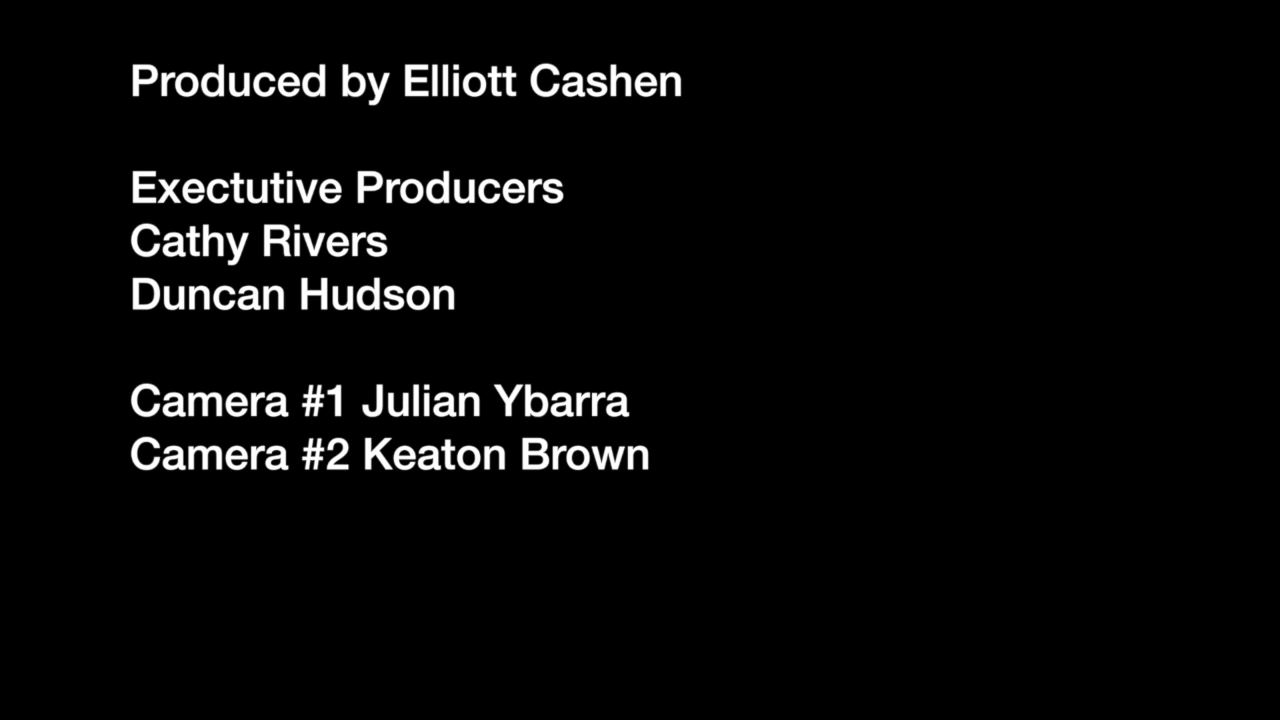 Produced by Elliott Cashen
Exectutive Producers
Cathy Rivers
Duncan Hudson
Camera #1 Julian Ybarra
Camera #2 Keaton Brown